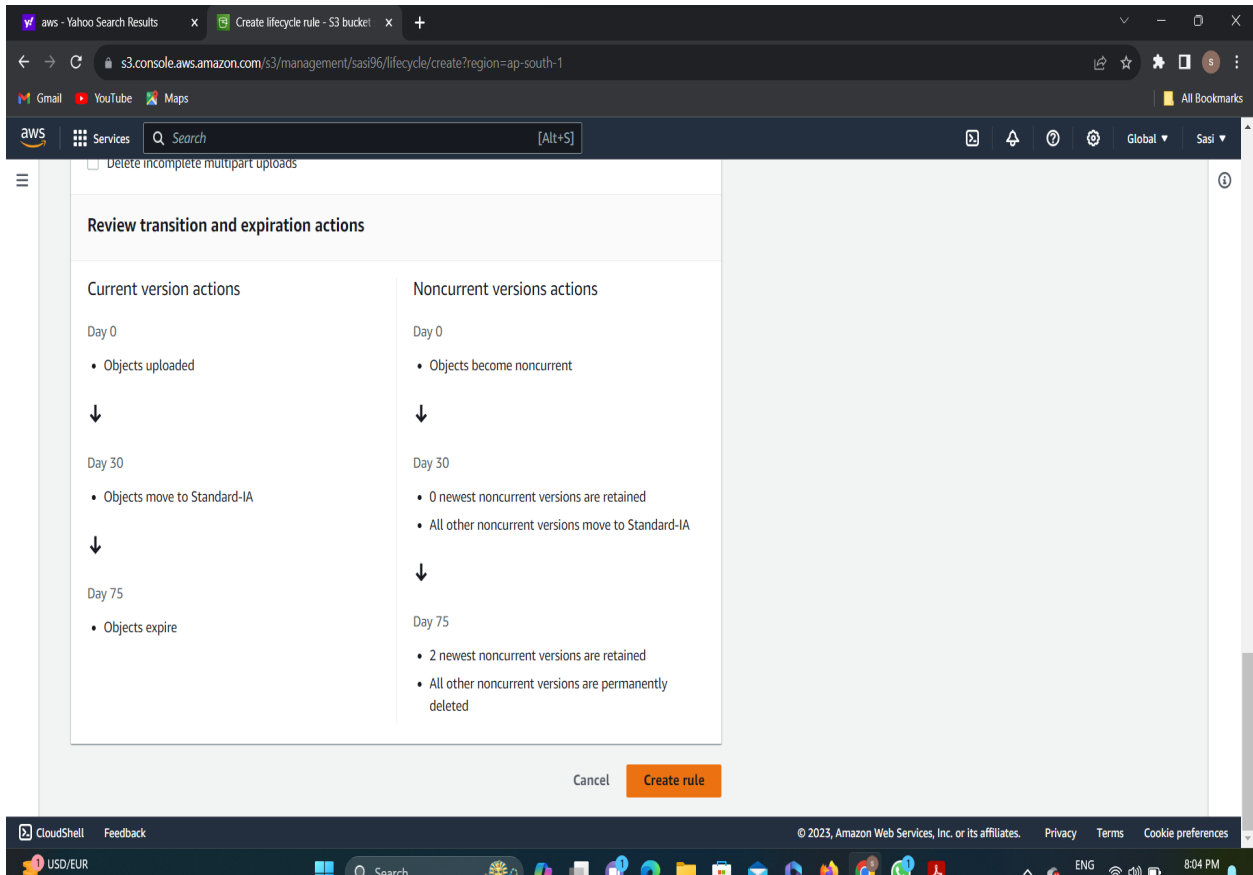 aws - Yahoo Search Results
Create lifecycle rule - S3 bucket
s3.console.aws.amazon.com/s3/management/sasi96/lifecycle/create?region=ap-south-1
S
Gmail YouTube Maps All Bookmarks
aws Services Search [Alt+S] Global Sasi
Delete incomplete multipart uploads
Review transition and expiration actions
Current version actions
Day 0
• Objects uploaded
Day 30
• Objects move to Standard-IA
Day 75
• Objects expire
Noncurrent versions actions
Day 0
• Objects become noncurrent
Day 30
• 0 newest noncurrent versions are retained
• All other noncurrent versions move to Standard-IA
Day 75
• 2 newest noncurrent versions are retained
• All other noncurrent versions are permanently
deleted
Cancel Create rule
CloudShell Feedback © 2023, Amazon Web Services, Inc. or its affiliates. Privacy Terms Cookie preferences
1 USD/EUR Search 1 1 ENG 8:04 PM